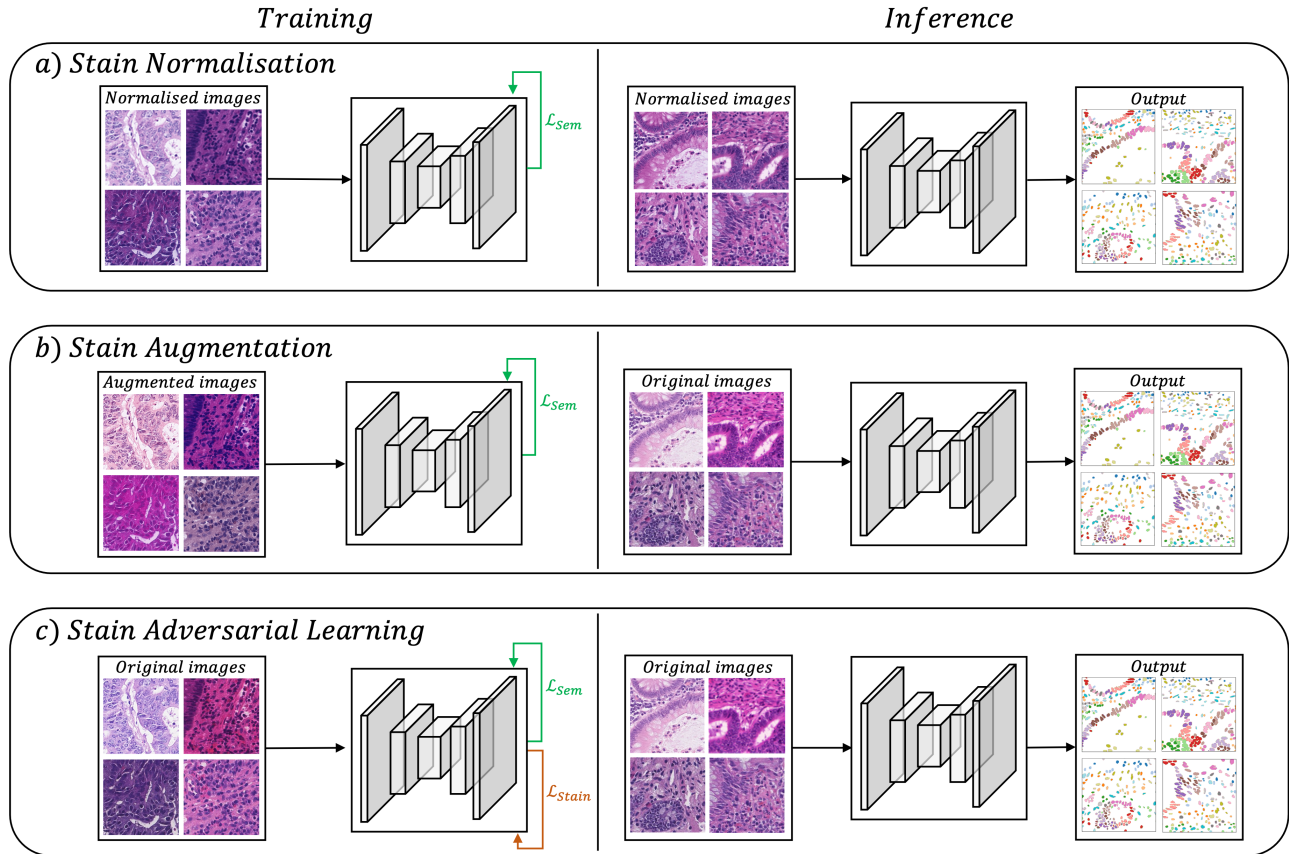 Training
Inference
a) Stain Normalisation
Normalised images
ℒSem
Normalised images
Output
b) Stain Augmentation
Augmented images
ℒSem
Original images
Output
c) Stain Adversarial Learning
Original images
ℒSem
ℒStain
Original images
Output